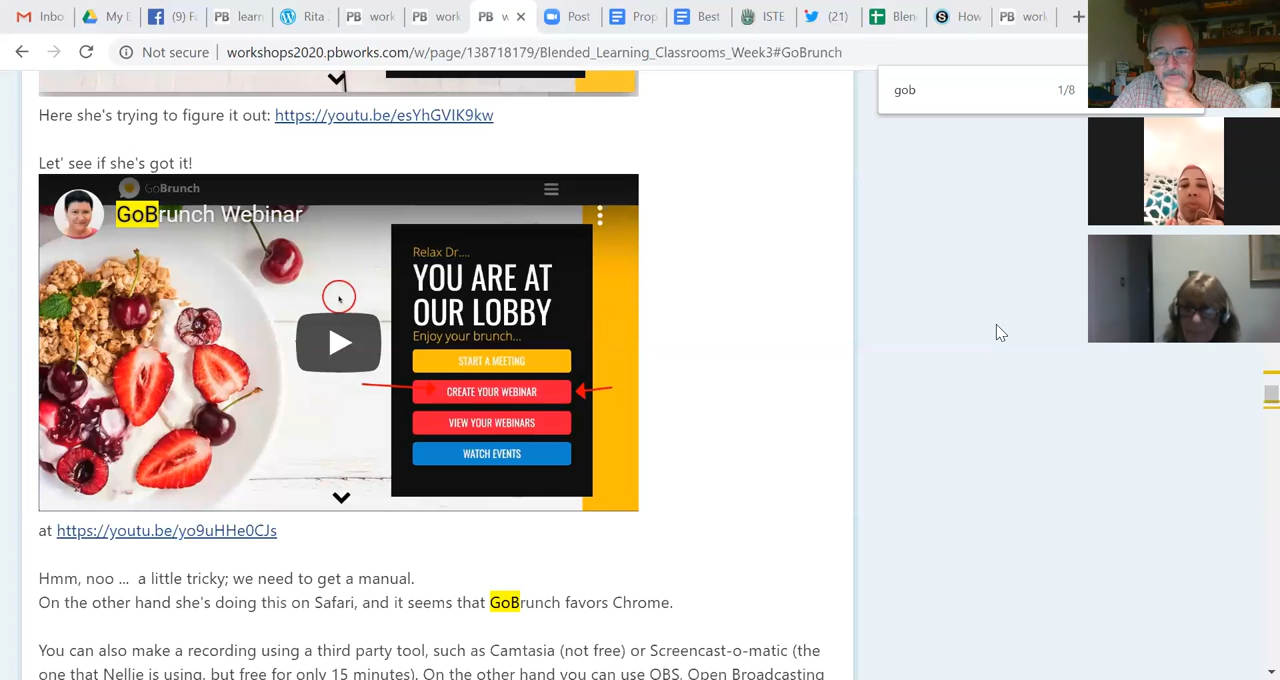 Inbo
My D
(9) Fa
PB learn
Rita
PB work
PB work
PB w
Post
Prop
Best
ISTE
(21)
Blen
How
PB work
Not secure | workshops2020.pbworks.com/w/page/138718179/Blended_Learning_Classrooms_Week3#GoBrunch
gob 1/8
Here she's trying to figure it out: https://youtu.be/esYhGVIK9kw
Let' see if she's got it!
GoBrunch
GoBrunch Webinar
Relax Dr....
YOU ARE AT
OUR LOBBY
Enjoy your brunch...
START A MEETING
CREATE YOUR WEBINAR
VIEW YOUR WEBINARS
WATCH EVENTS
at https://youtu.be/yo9uHHe0CJs
Hmm, noo ... a little tricky; we need to get a manual.
On the other hand she's doing this on Safari, and it seems that GoBrunch favors Chrome.
You can also make a recording using a third party tool, such as Camtasia (not free) or Screencast-o-matic (the
one that Nellie is using, but free for only 15 minutes). On the other hand you can use OBS, Open Broadcasting